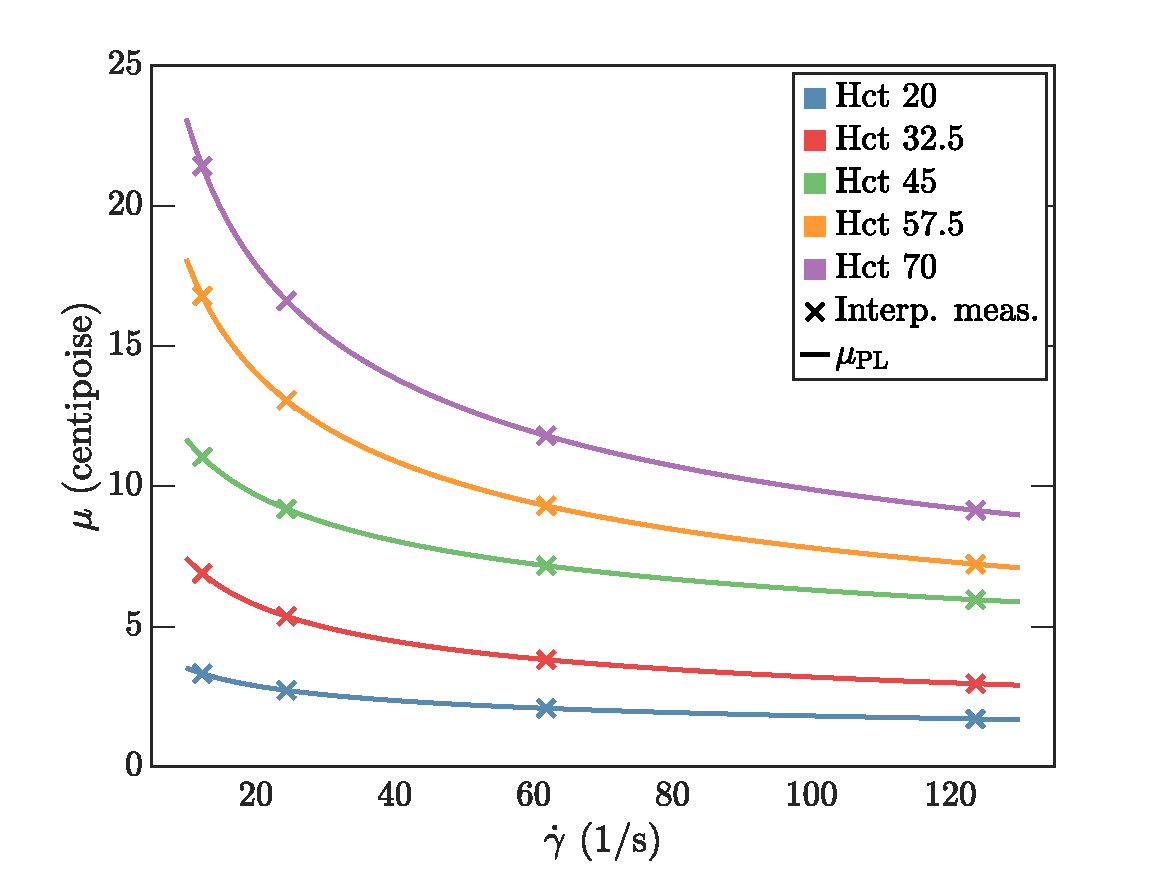 25
20
15
10
5
0
μ (centipoise)
20 40 60 80 100 120
γ̇ (1/s)
Hct 20
Hct 32.5
Hct 45
Hct 57.5
Hct 70
Interp. meas.
μPL